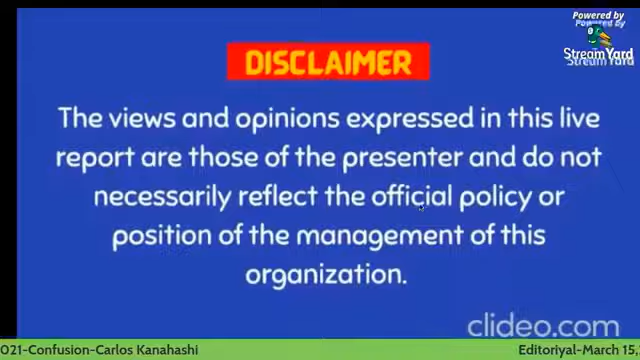 Powered by
StreamYard
DISCLAIMER
The views and opinions expressed in this live
report are those of the presenter and do not
necessarily reflect the official policy or
position of the management of this
organization.
clideo.com
021-Confusion-Carlos Kanahashi
Editoriyal-March 15,